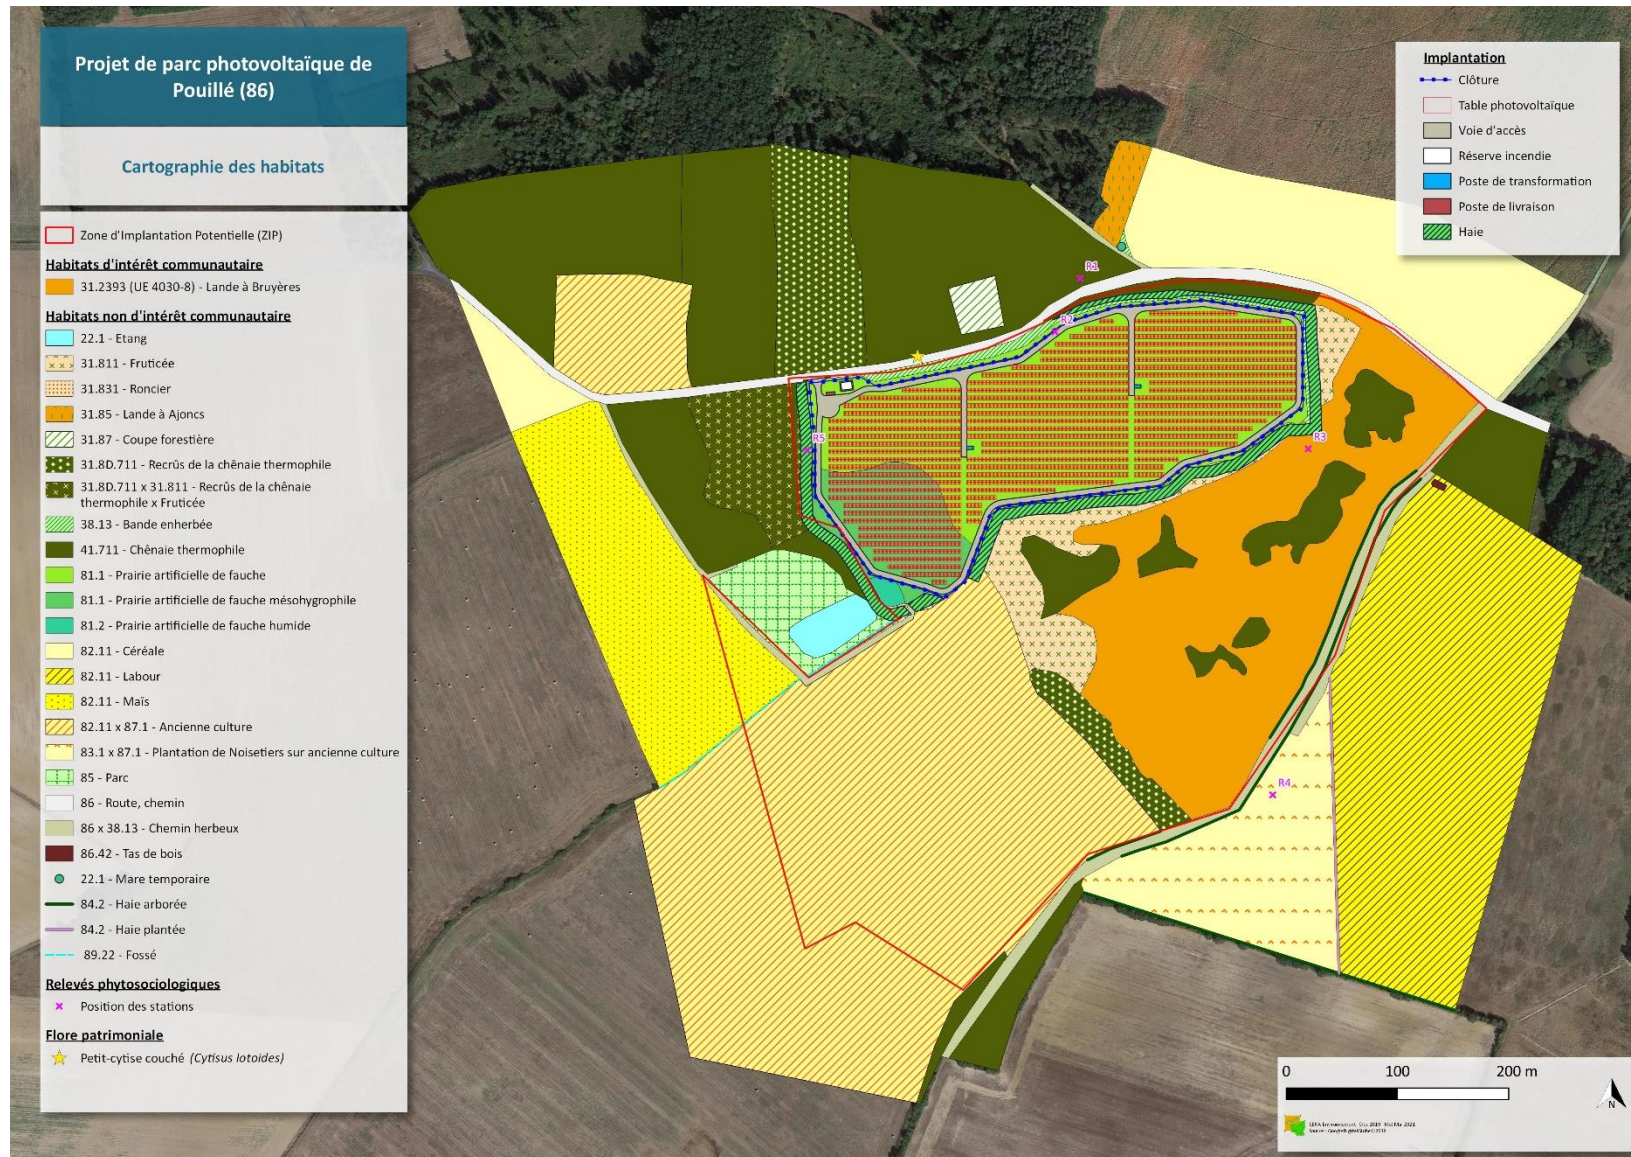 Projet de parc photovoltaïque de
Pouillé (86)
Cartographie des habitats
Zone d'Implantation Potentielle (ZIP)
Habitats d'intérêt communautaire
31.2393 (UE 4030-8) - Lande à Bruyères
Habitats non d'intérêt communautaire
22.1 - Etang
31.811 - Fruticée
31.831 - Roncier
31.85 - Lande à Ajoncs
31.87 - Coupe forestière
31.8D.711 - Recrûs de la chênaie thermophile
31.8D.711 x 31.811 - Recrûs de la chênaie
thermophile x Fruticée
38.13 - Bande enherbée
41.711 - Chênaie thermophile
81.1 - Prairie artificielle de fauche
81.1 - Prairie artificielle de fauche mésohygrophile
81.2 - Prairie artificielle de fauche humide
82.11 - Céréale
82.11 - Labour
82.11 - Maïs
82.11 x 87.1 - Ancienne culture
83.1 x 87.1 - Plantation de Noisetiers sur ancienne culture
85 - Parc
86 - Route, chemin
86 x 38.13 - Chemin herbeux
86.42 - Tas de bois
22.1 - Mare temporaire
84.2 - Haie arborée
84.2 - Haie plantée
89.22 - Fossé
Relevés phytosociologiques
Position des stations
Flore patrimoniale
Petit-cytise couché (Cytisus lotoides)
R1
R2
R5
R3
R4
Implantation
Clôture
Table photovoltaïque
Voie d'accès
Réserve incendie
Poste de transformation
Poste de livraison
Haie
0 100 200 m
N